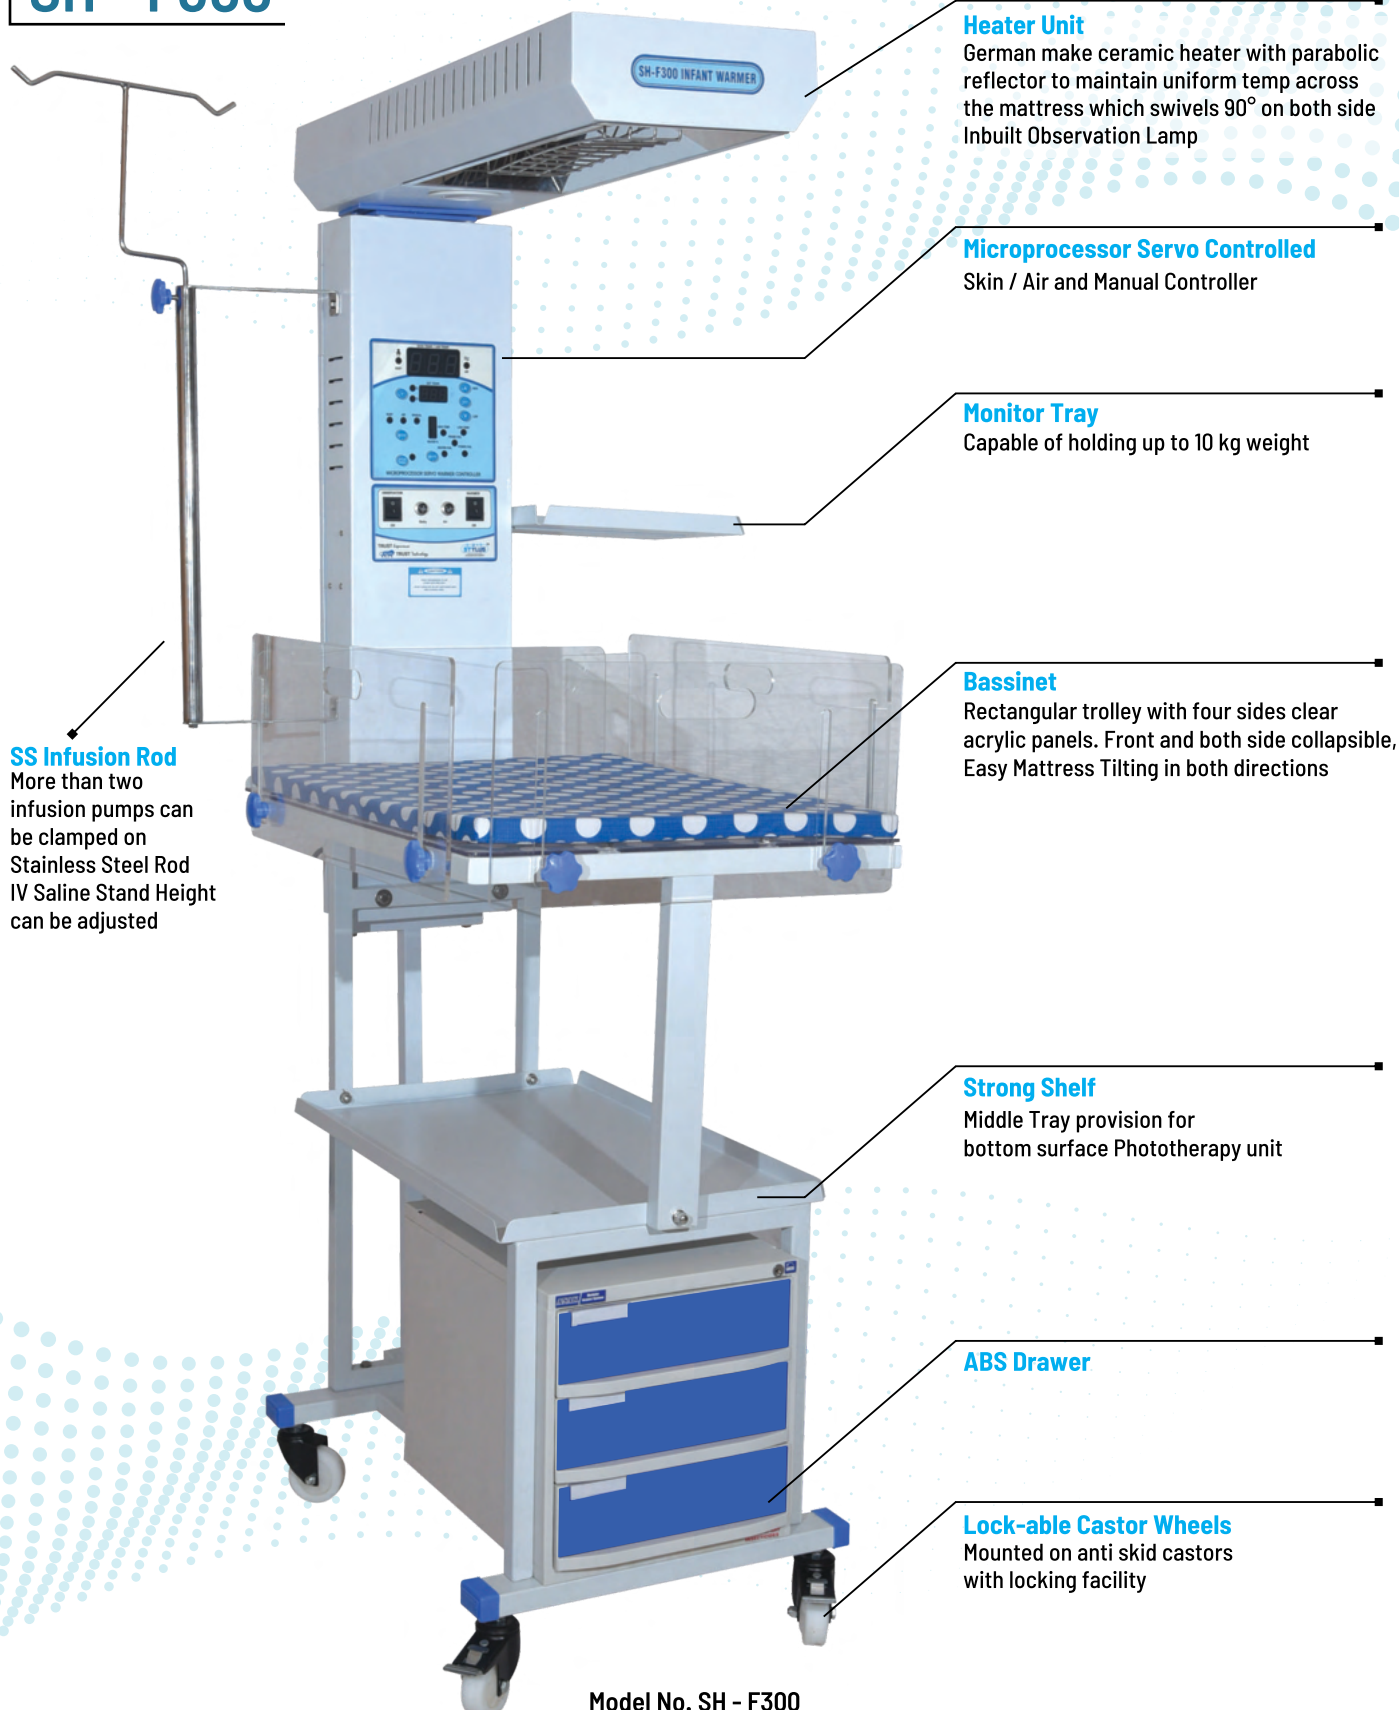 SH - F300
Heater Unit
German make ceramic heater with parabolic
reflector to maintain uniform temp across
the mattress which swivels 90° on both side
Inbuilt Observation Lamp
SH-F300 INFANT WARMER
Microprocessor Servo Controlled
Skin / Air and Manual Controller
Monitor Tray
Capable of holding up to 10 kg weight
MICROPROCESSOR SERVO WARMER CONTROLLER
Bassinet
Rectangular trolley with four sides clear
acrylic panels. Front and both side collapsible,
Easy Mattress Tilting in both directions
SS Infusion Rod
More than two
infusion pumps can
be clamped on
Stainless Steel Rod
IV Saline Stand Height
can be adjusted
Strong Shelf
Middle Tray provision for
bottom surface Phototherapy unit
ABS Drawer
Lock-able Castor Wheels
Mounted on anti skid castors
with locking facility
Model No. SH - F300